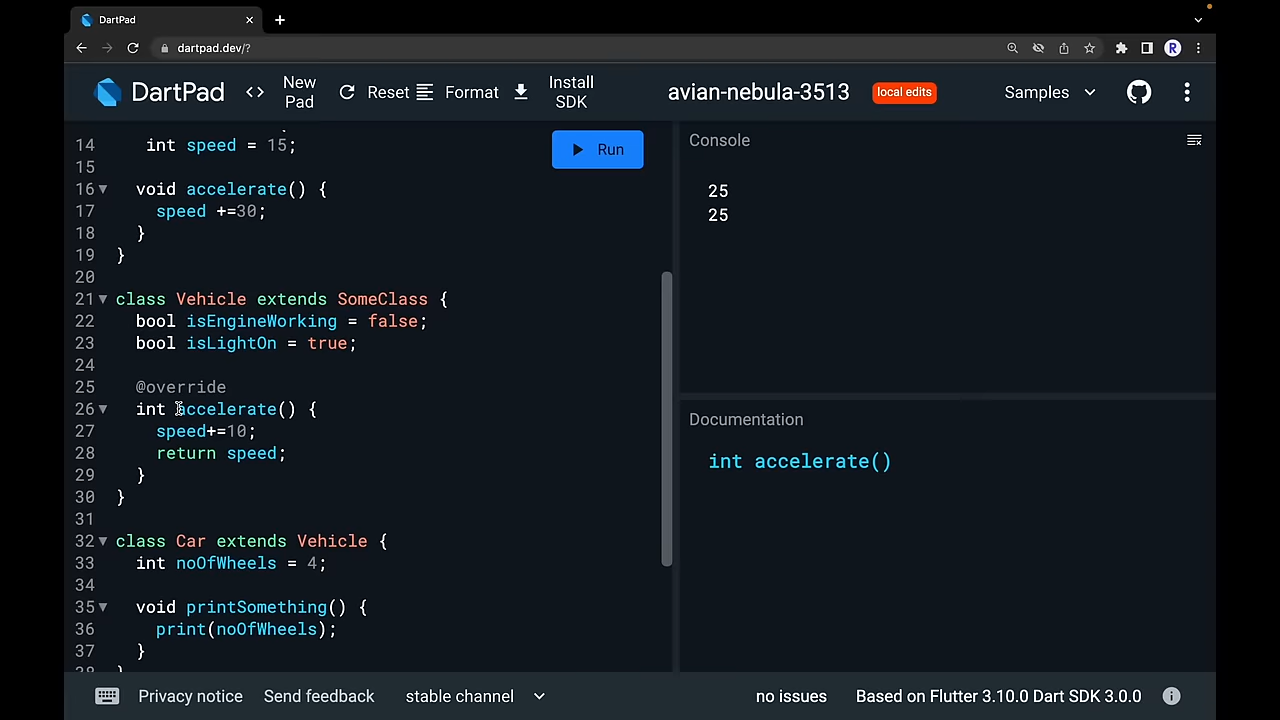 DartPad
dartpad.dev/?
R
DartPad
<>
New Pad
Reset
Format
Install SDK
avian-nebula-3513
local edits
Samples
Run
14 int speed = 15;
15
16 void accelerate() {
17 speed +=30;
18 }
19 }
20
21 class Vehicle extends SomeClass {
22 bool isEngineWorking = false;
23 bool isLightOn = true;
24
25 @override
26 int accelerate() {
27 speed+=10;
28 return speed;
29 }
30 }
31
32 class Car extends Vehicle {
33 int noOfWheels = 4;
34
35 void printSomething() {
36 print(noOfWheels);
37 }
38 }
Console
25
25
Documentation
int accelerate()
Privacy notice
Send feedback
stable channel
no issues
Based on Flutter 3.10.0 Dart SDK 3.0.0